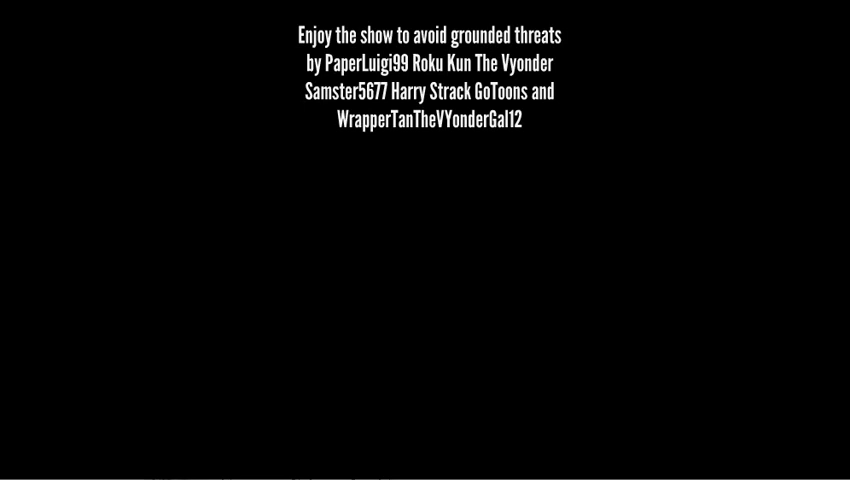 Enjoy the show to avoid grounded threats
by PaperLuigi99 Roku Kun The Vyonder
Samster5677 Harry Strack GoToons and
WrapperTanTheVYonderGal12